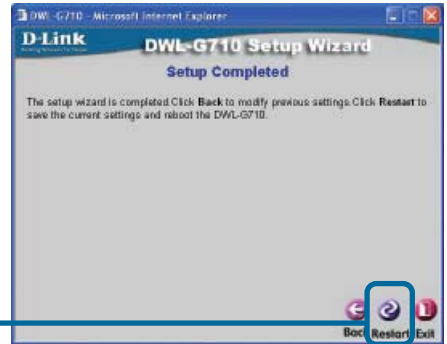 DWL-G710 - Microsoft Internet Explorer
D-Link
DWL-G710 Setup Wizard
Setup Completed
The setup wizard is completed.Click Back to modify previous settings.Click Restart to
save the current settings and reboot the DWL-G710.
Back Restart Exit